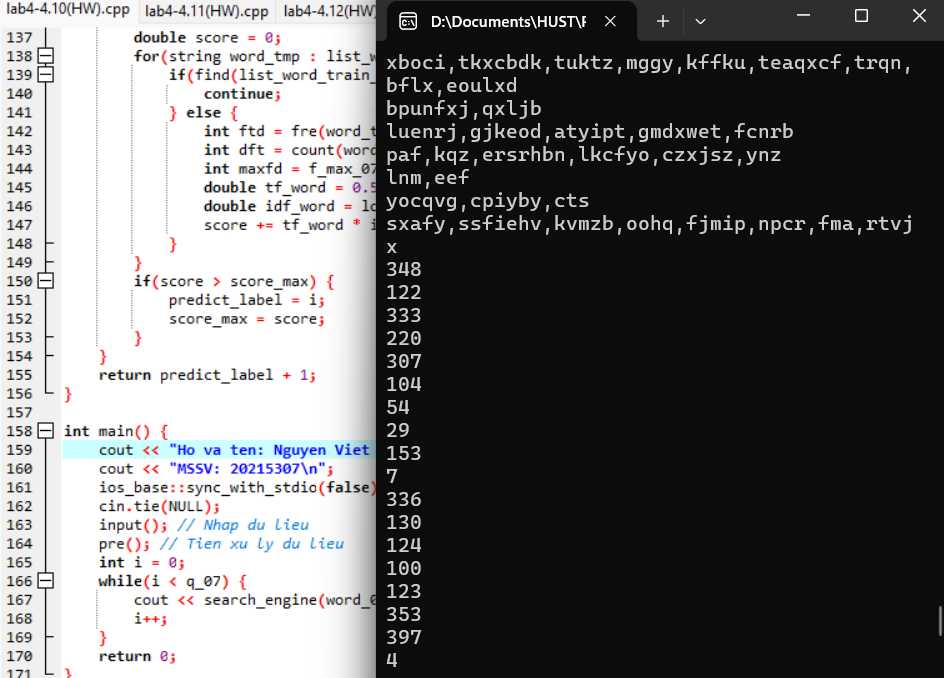 lab4-4.10(HW).cpp lab4-4.11(HW).cpp lab4-4.12(HW)
137 double score = 0;
138 for(string word_tmp : list_w
139 if(find(list_word_train_
140 continue;
141 } else {
142 int ftd = fre(word_t
143 int dft = count(word
144 int maxfd = f_max_07
145 double tf_word = 0.5
146 double idf_word = lo
147 score += tf_word * i
148 }
149 }
150 if(score > score_max) {
151 predict_label = i;
152 score_max = score;
153 }
154 }
155 return predict_label + 1;
156 }
157
158 int main() {
159 cout << "Ho va ten: Nguyen Viet
160 cout << "MSSV: 20215307\n";
161 ios_base::sync_with_stdio(false)
162 cin.tie(NULL);
163 input(); // Nhap du lieu
164 pre(); // Tien xu ly du lieu
165 int i = 0;
166 while(i < q_07) {
167 cout << search_engine(word_0
168 i++;
169 }
170 return 0;
171 }
D:\Documents\HUST\F
xboci,tkxcbdk,tuktz,mggy,kffku,teaqxcf,trqn,
bflx,eoulxd
bpunfxj,qxljb
luenrj,gjkeod,atyipt,gmdxwet,fcnrb
paf,kqz,ersrhbn,lkcfyo,czxjsz,ynz
lnm,eef
yocqvg,cpiyby,cts
sxafy,ssfiehv,kvmzb,oohq,fjmip,npcr,fma,rtvj
x
348
122
333
220
307
104
54
29
153
7
336
130
124
100
123
353
397
4